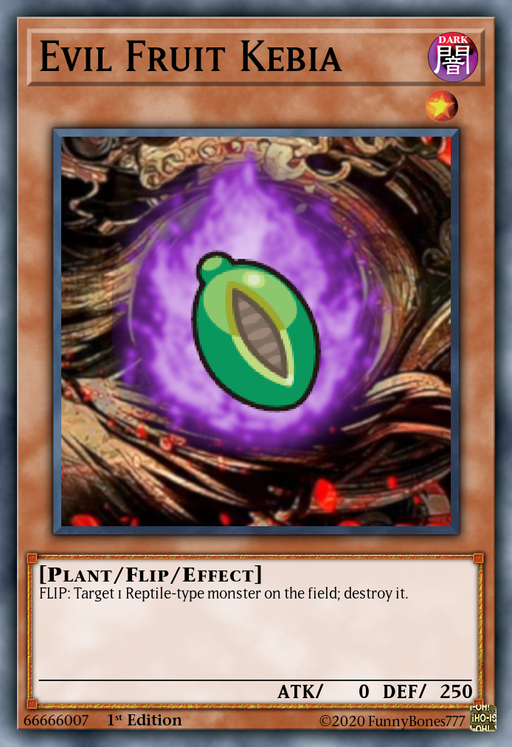 Evil Fruit Kebia
DARK
闇
[Plant/Flip/Effect]
FLIP: Target 1 Reptile-type monster on the field; destroy it.
ATK/ 0 DEF/ 250
66666007 1st Edition ©2020 FunnyBones777